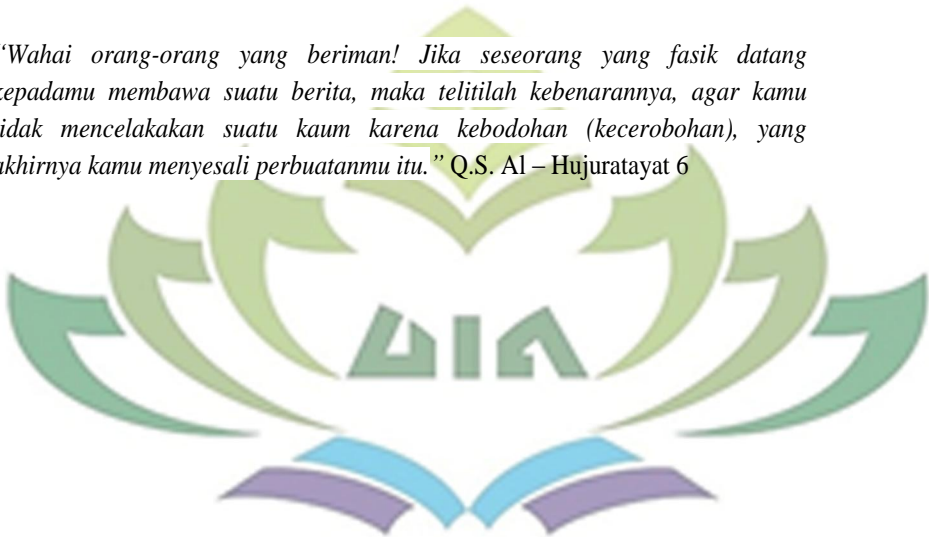 “Wahai orang-orang yang beriman! Jika seseorang yang fasik datang
kepadamu membawa suatu berita, maka telitilah kebenarannya, agar kamu
tidak mencelakakan suatu kaum karena kebodohan (kecerobohan), yang
akhirnya kamu menyesali perbuatanmu itu.” Q.S. Al – Hujuratayat 6
UIN